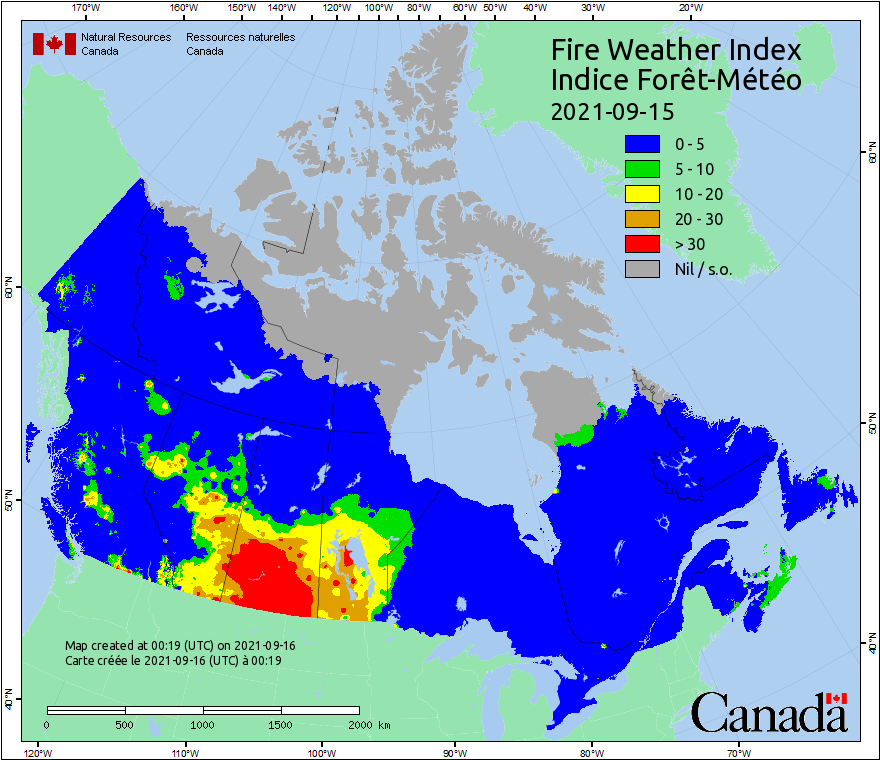 170°W 160°W 150°W 140°W 130°W 120°W 110°W 100°W 90°W 80°W 70°W 60°W 50°W 40°W 30°W 20°W
Natural Resources Canada
Ressources naturelles Canada
Fire Weather Index
Indice Forêt-Météo
2021-09-15
0 - 5
5 - 10
10 - 20
20 - 30
> 30
Nil / s.o.
60°N
50°N
40°N
60°N
50°N
40°N
Map created at 00:19 (UTC) on 2021-09-16
Carte créée le 2021-09-16 (UTC) à 00:19
0 500 1000 1500 2000 km
Canada
120°W 110°W 100°W 90°W 80°W 70°W